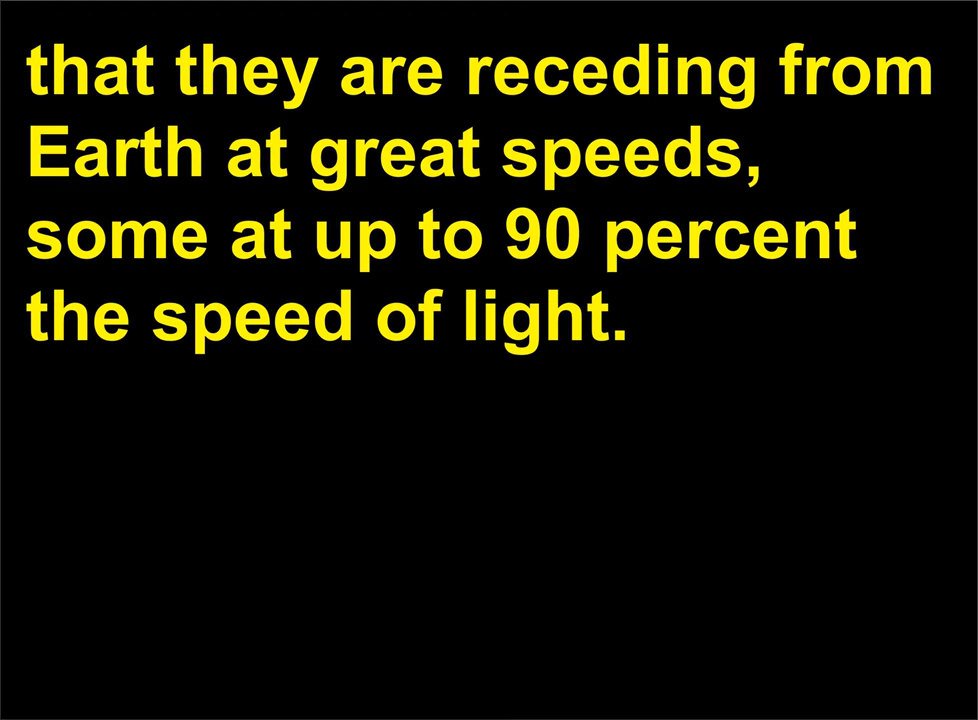 that they are receding from
Earth at great speeds,
some at up to 90 percent
the speed of light.